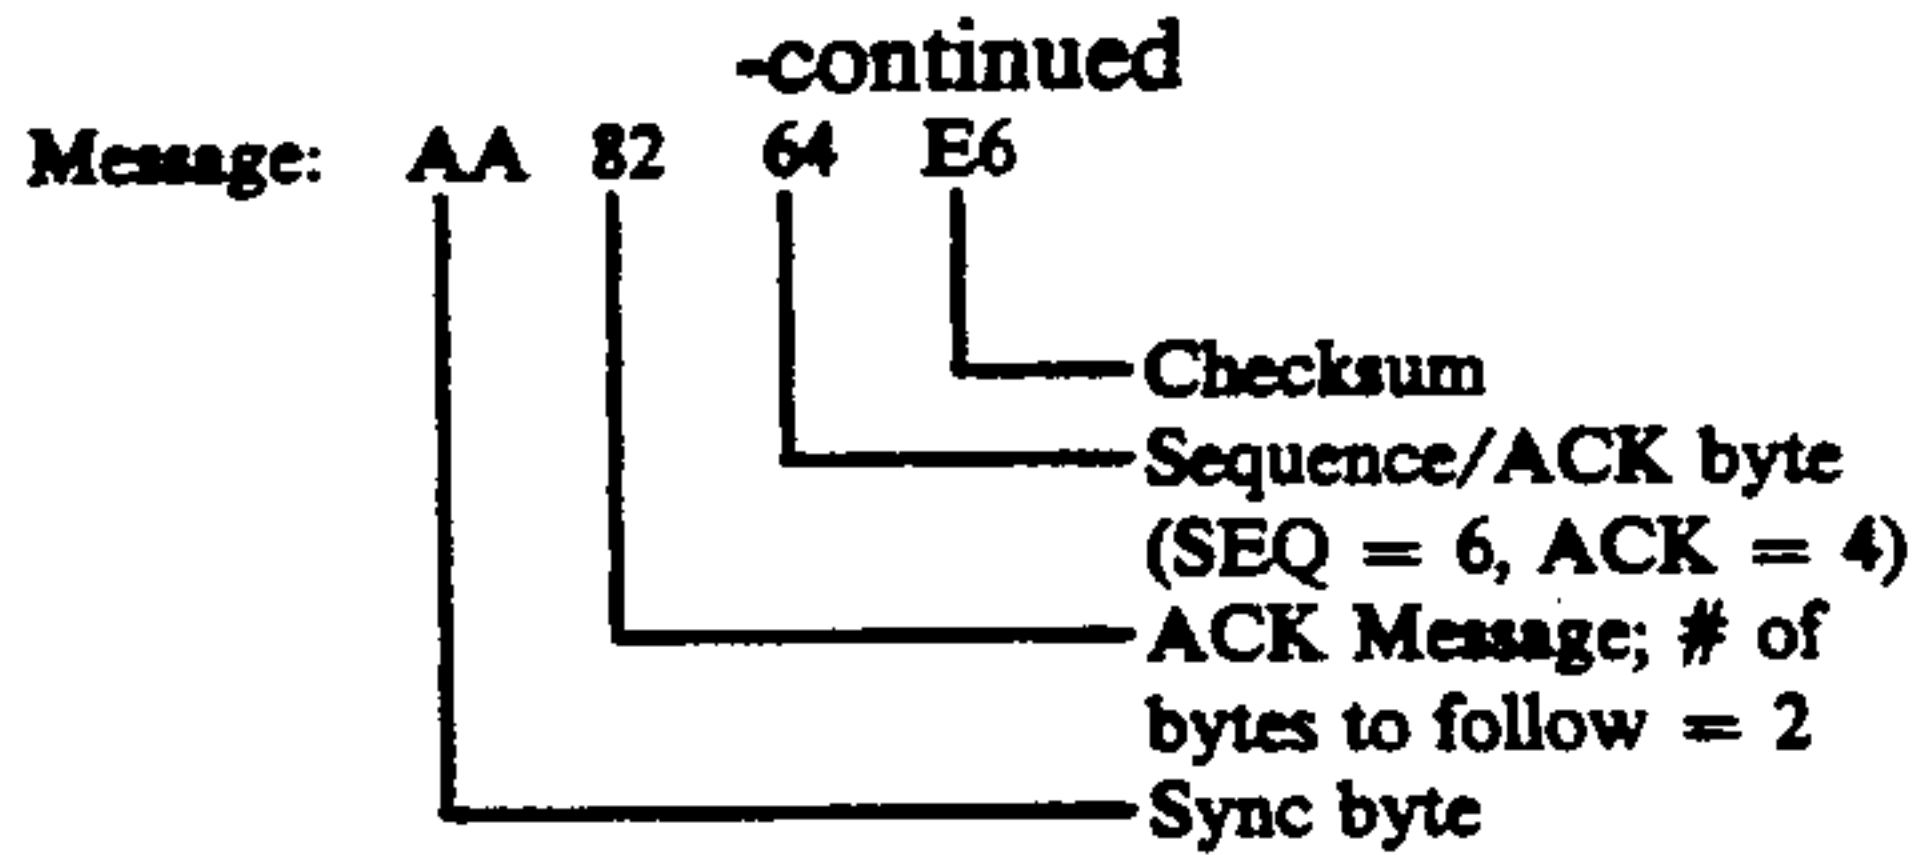 -continued
Message: AA 82 64 E6
Checksum
Sequence/ACK byte
(SEQ = 6, ACK = 4)
ACK Message; # of
bytes to follow = 2
Sync byte